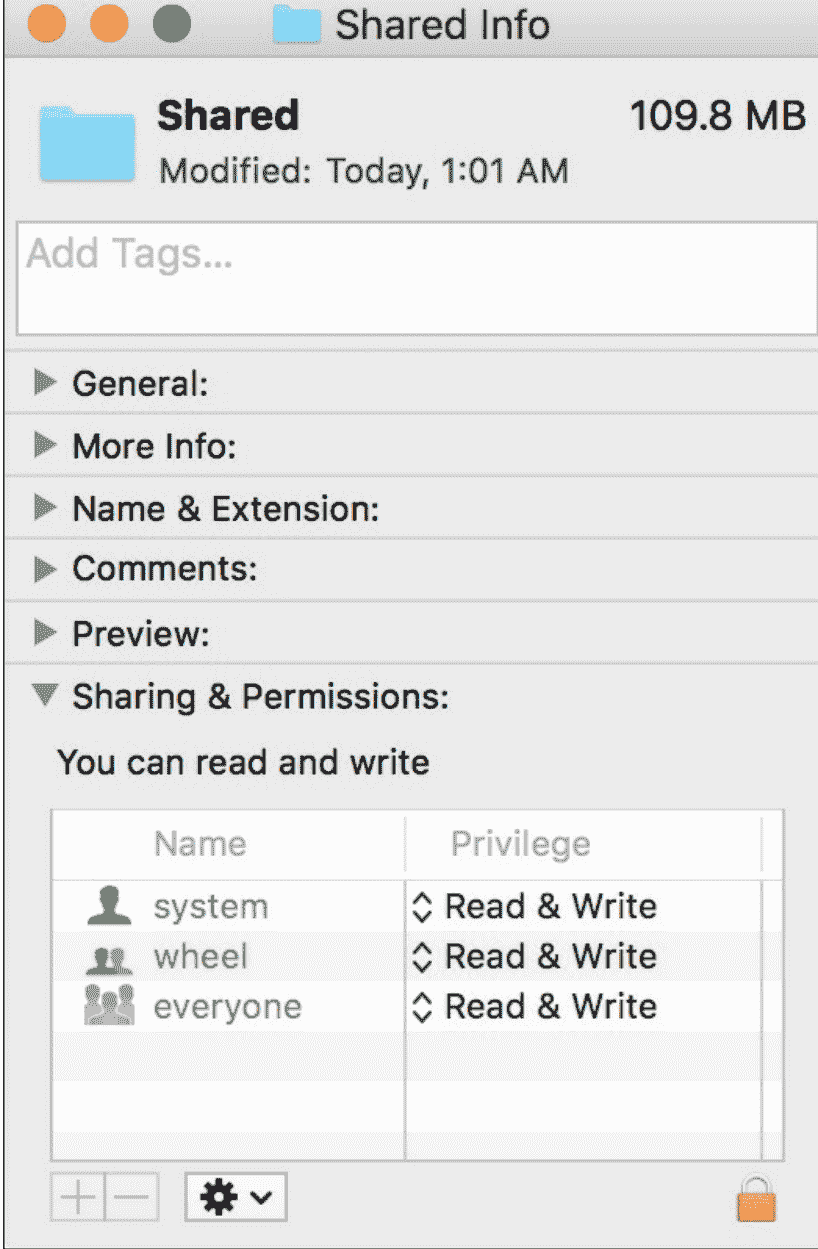 Shared Info
Shared 109.8 MB
Modified: Today, 1:01 AM
Add Tags...
General:
More Info:
Name & Extension:
Comments:
Preview:
Sharing & Permissions:
You can read and write
Name Privilege
system Read & Write
wheel Read & Write
everyone Read & Write